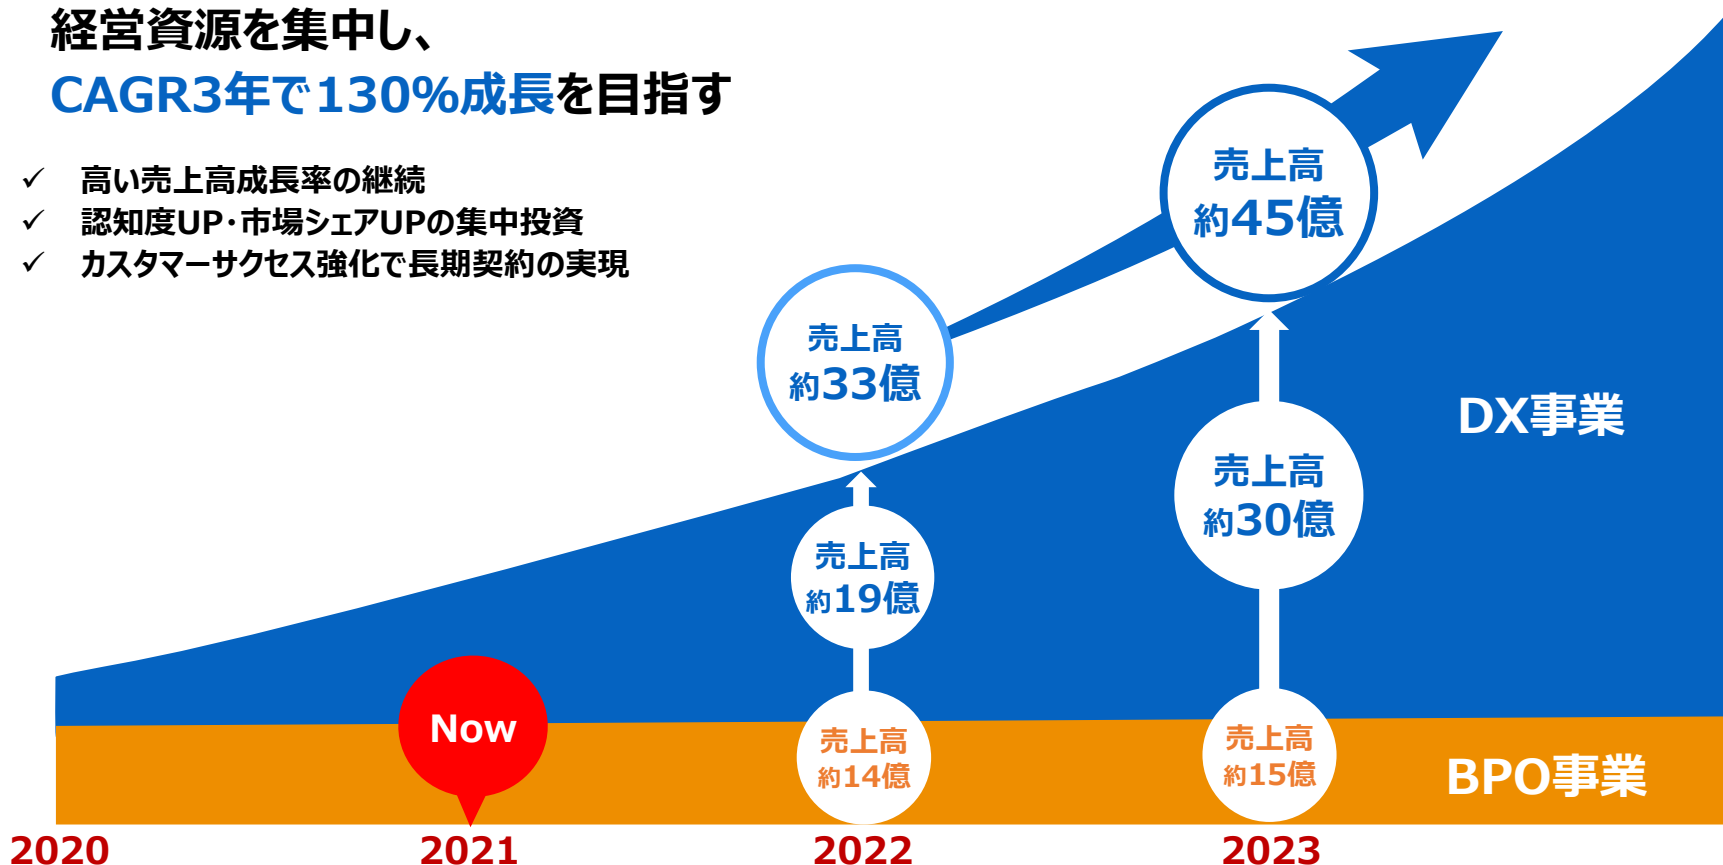 経営資源を集中し、
CAGR3年で130%成長を目指す
✓ 高い売上高成長率の継続
✓ 認知度UP・市場シェアUPの集中投資
✓ カスタマーサクセス強化で長期契約の実現
売上高
約45億
売上高
約33億
DX事業
売上高
約30億
売上高
約19億
Now
売上高
約14億
売上高
約15億
BPO事業
2020
2021
2022
2023